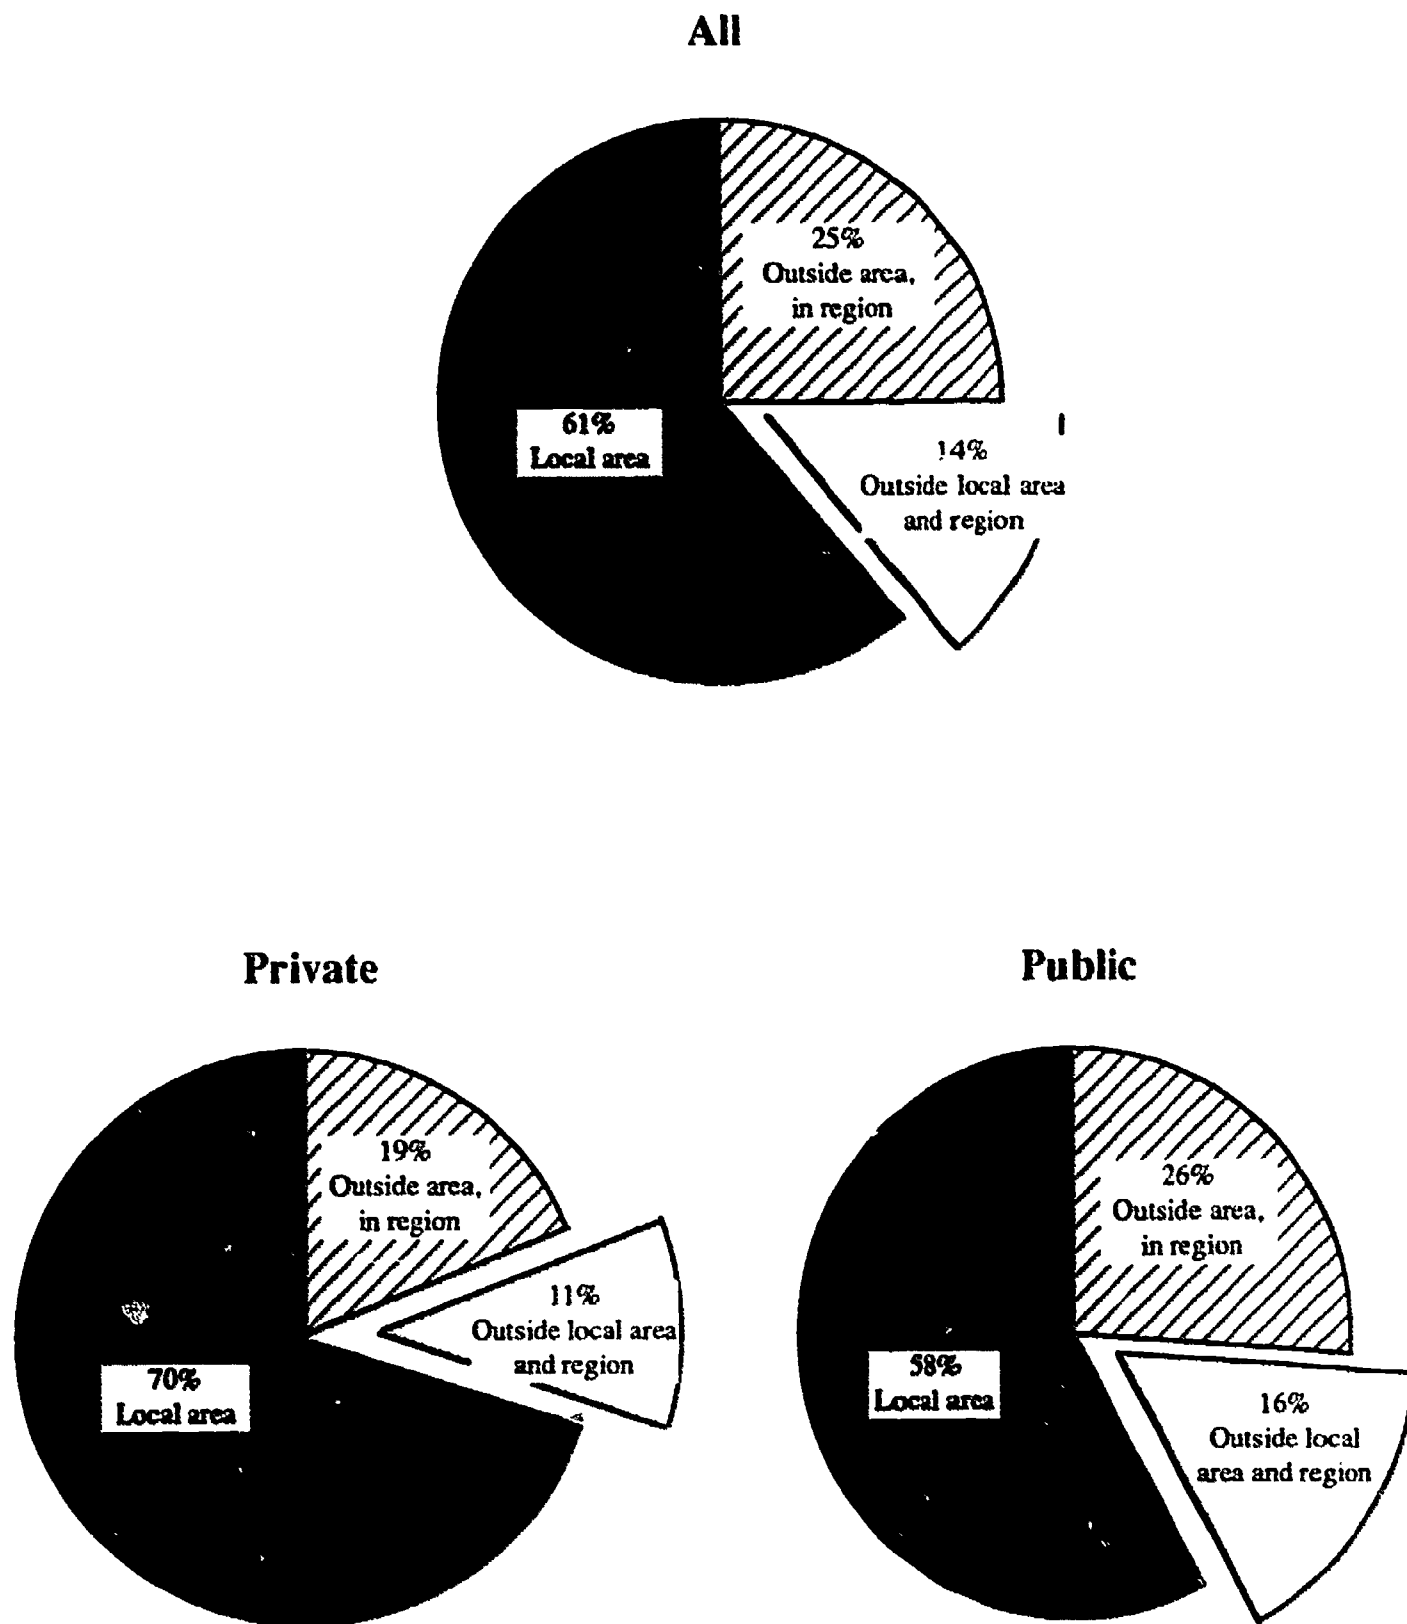 All
25%
Outside area,
in region
61%
Local area
14%
Outside local area
and region
Private
Public
19%
Outside area,
in region
11%
Outside local area
and region
70%
Local area
26%
Outside area,
in region
58%
Local area
16%
Outside local
area and region